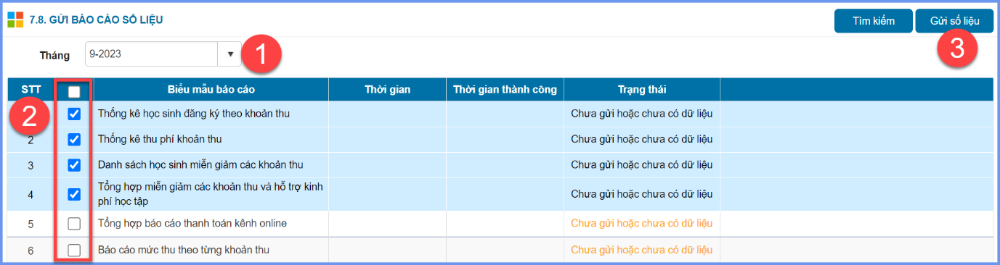 7.8. GỬI BÁO CÁO SỐ LIỆU
Tìm kiếm
Gửi số liệu
Tháng
9-2023
1
3
STT
Biểu mẫu báo cáo
Thời gian
Thời gian thành công
Trạng thái
2
Thống kê học sinh đăng ký theo khoản thu
Chưa gửi hoặc chưa có dữ liệu
2
Thống kê thu phí khoản thu
Chưa gửi hoặc chưa có dữ liệu
3
Danh sách học sinh miễn giảm các khoản thu
Chưa gửi hoặc chưa có dữ liệu
4
Tổng hợp miễn giảm các khoản thu và hỗ trợ kinh
phí học tập
Chưa gửi hoặc chưa có dữ liệu
5
Tổng hợp báo cáo thanh toán kênh online
Chưa gửi hoặc chưa có dữ liệu
6
Báo cáo mức thu theo từng khoản thu
Chưa gửi hoặc chưa có dữ liệu